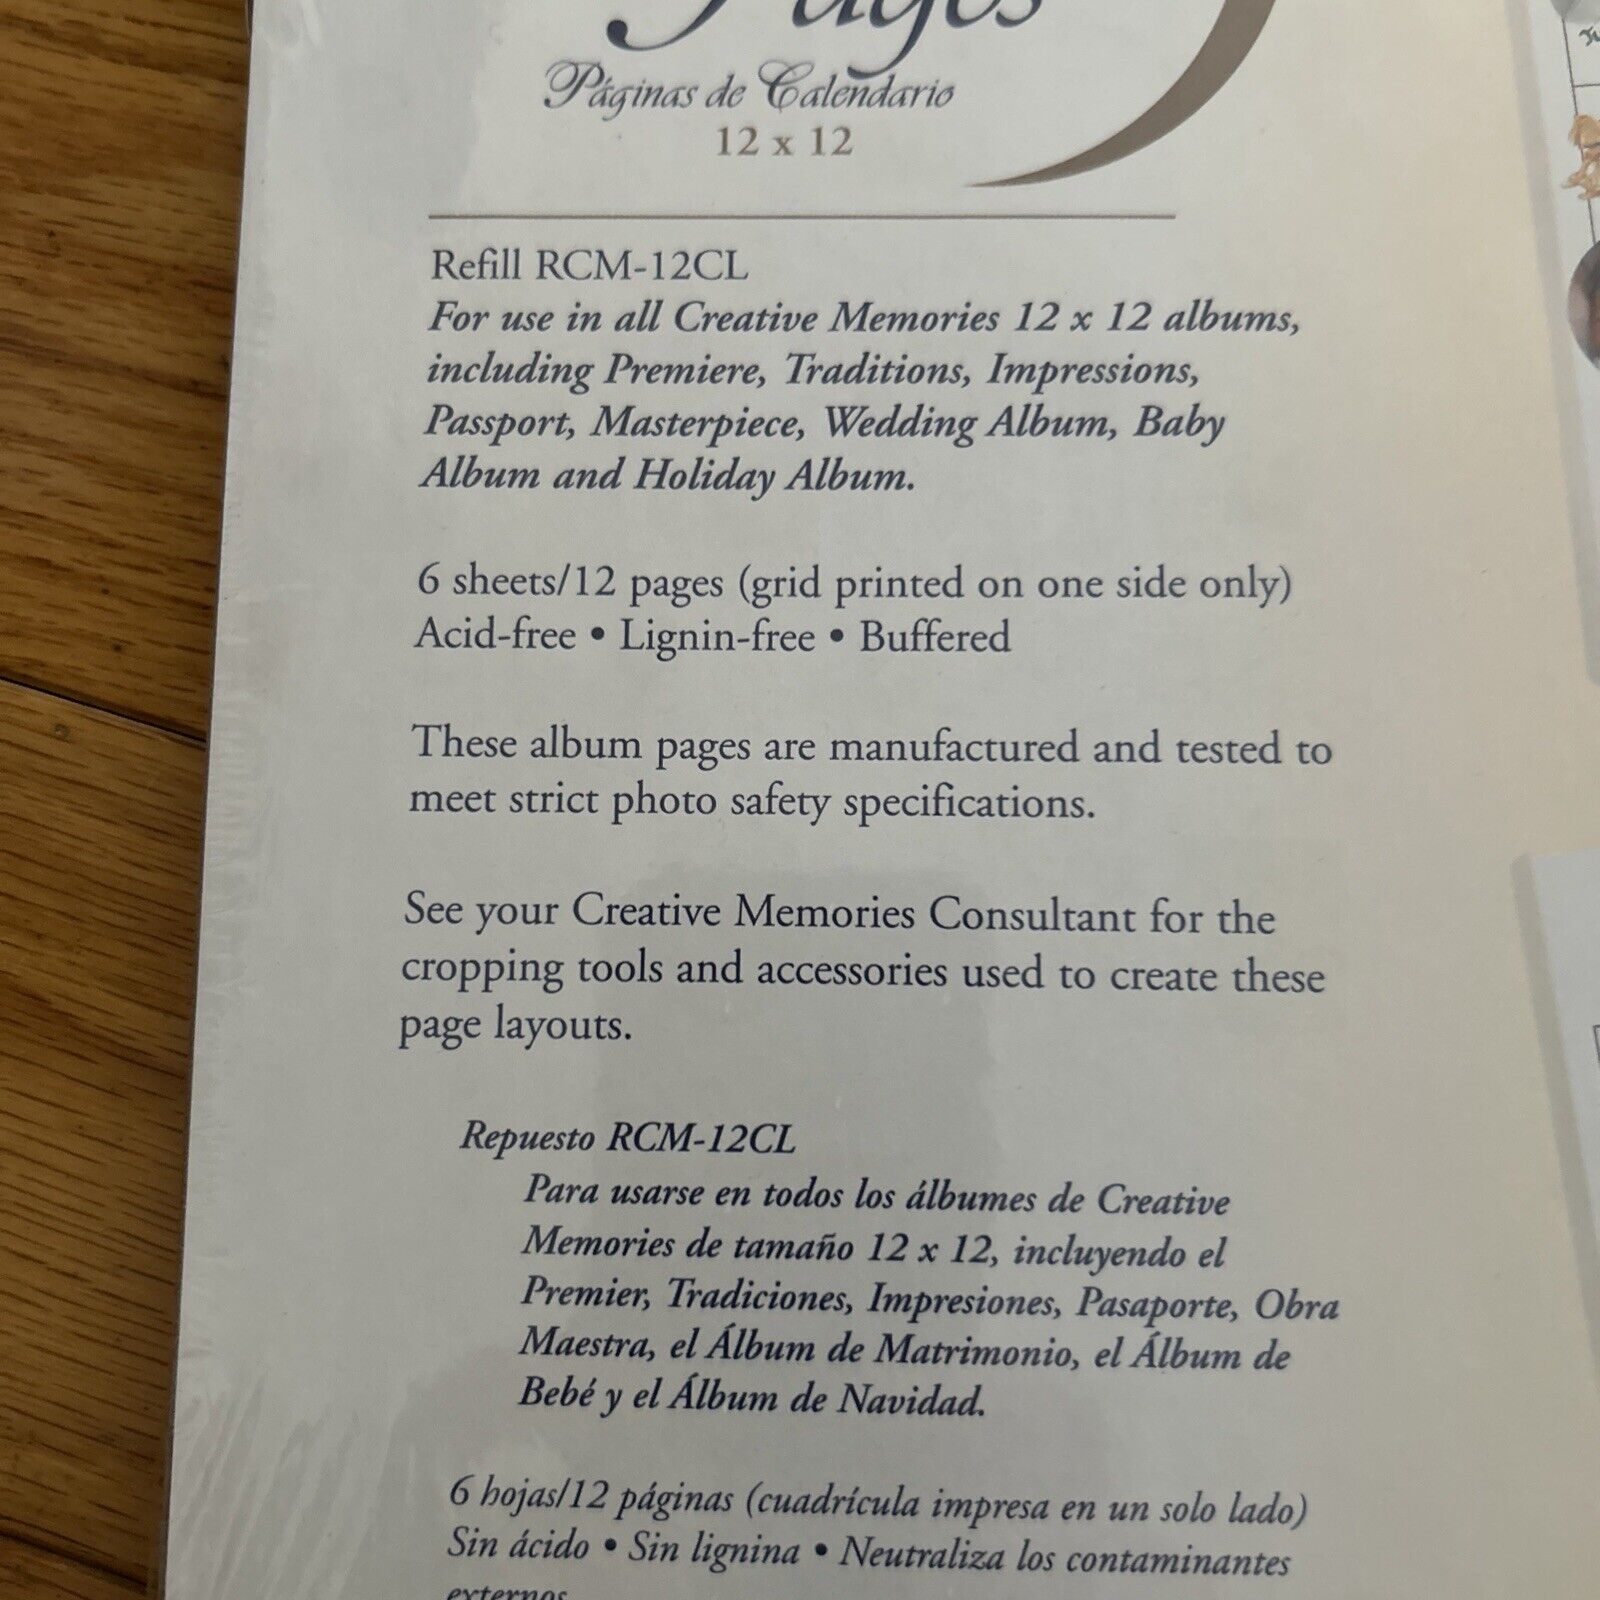 Pages
Páginas de Calendario
12 x 12
Refill RCM-12CL
For use in all Creative Memories 12 x 12 albums,
including Premiere, Traditions, Impressions,
Passport, Masterpiece, Wedding Album, Baby
Album and Holiday Album.
6 sheets/12 pages (grid printed on one side only)
Acid-free • Lignin-free • Buffered
These album pages are manufactured and tested to
meet strict photo safety specifications.
See your Creative Memories Consultant for the
cropping tools and accessories used to create these
page layouts.
Repuesto RCM-12CL
Para usarse en todos los álbumes de Creative
Memories de tamaño 12 x 12, incluyendo el
Premier, Tradiciones, Impresiones, Pasaporte, Obra
Maestra, el Álbum de Matrimonio, el Álbum de
Bebé y el Álbum de Navidad.
6 hojas/12 páginas (cuadrícula impresa en un solo lado)
Sin ácido • Sin lignina • Neutraliza los contaminantes
externos